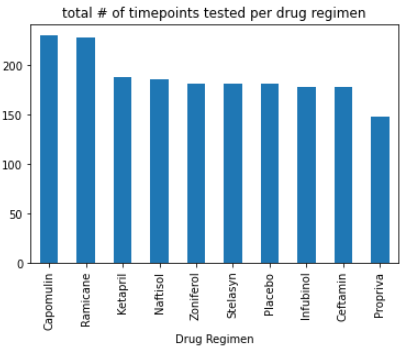 total # of timepoints tested per drug regimen
200
150
100
50
0
Capomulin
Ramicane
Ketapril
Naftisol
Zoniferol
Stelasyn
Placebo
Infubinol
Ceftamin
Propriva
Drug Regimen